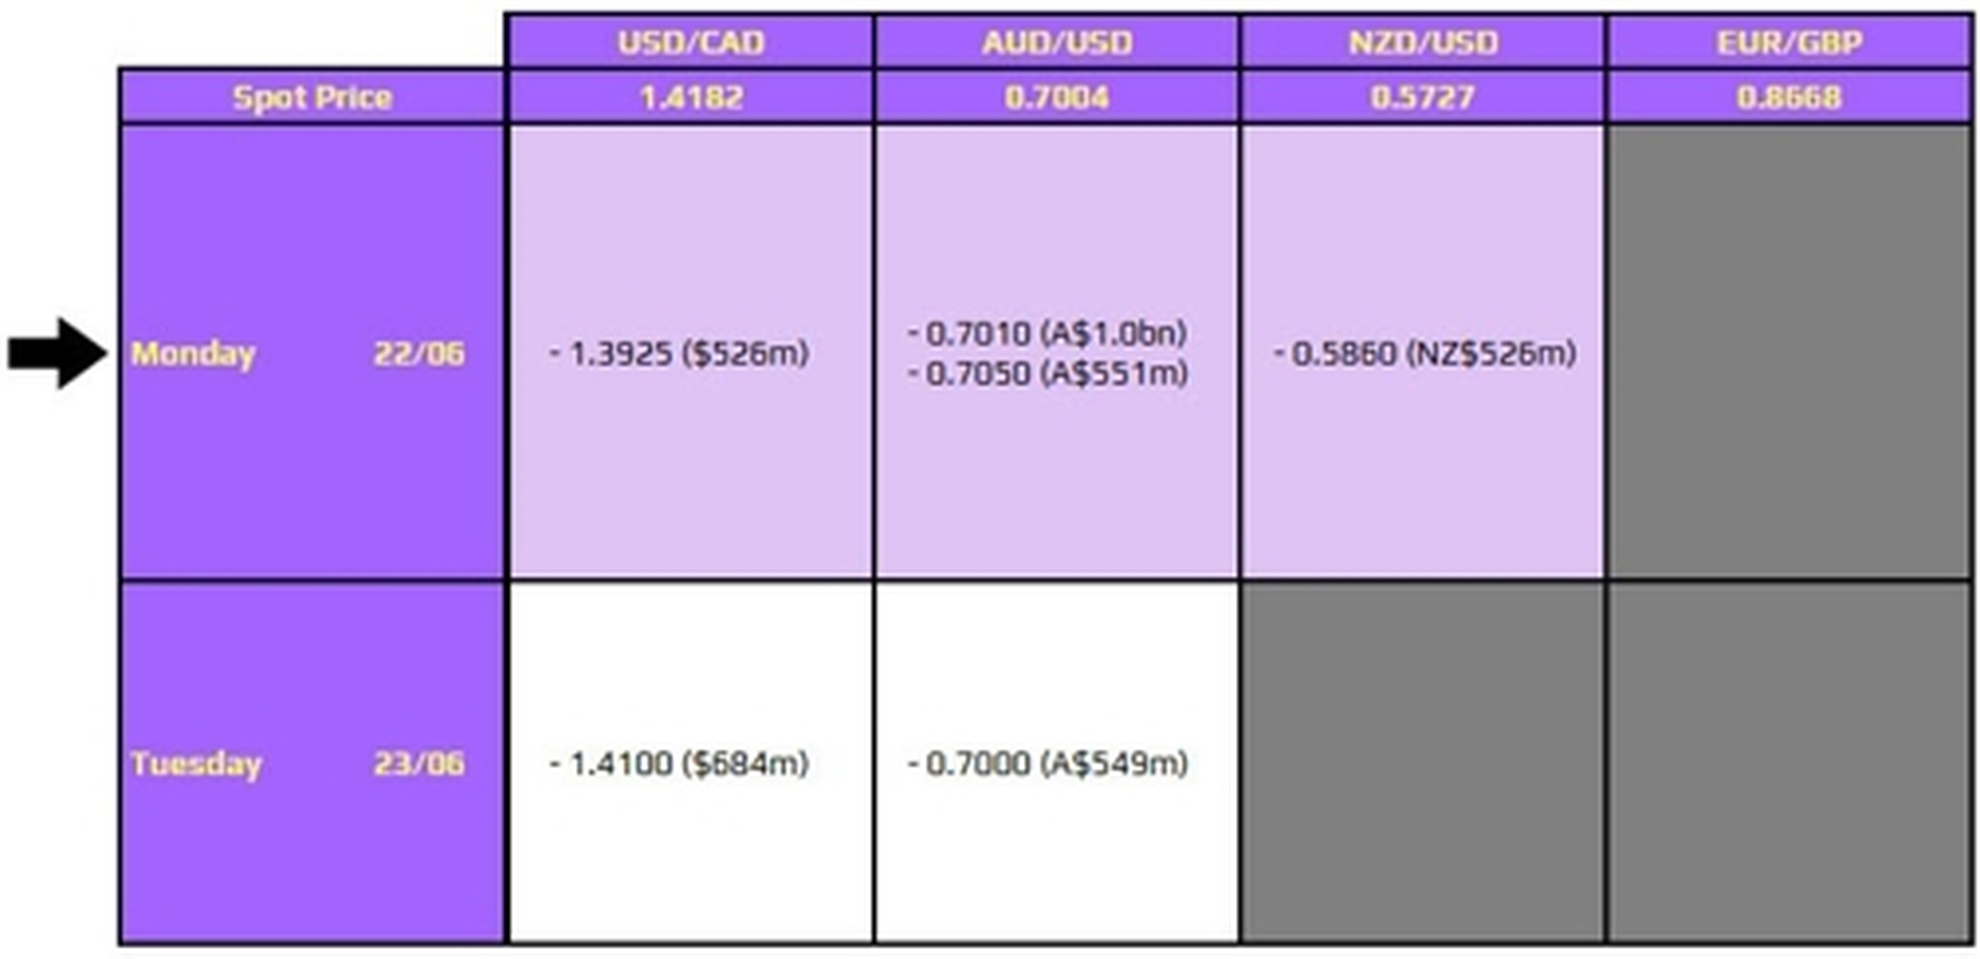 USD/CAD AUD/USD NZD/USD EUR/GBP
Spot Price 1.4182 0.7004 0.5727 0.8668
Monday 22/06 - 1.3925 ($526m) - 0.7010 (A$1.0bn) - 0.5860 (NZ$526m)
- 0.7050 (A$551m)
Tuesday 23/06 - 1.4100 ($684m) - 0.7000 (A$549m)